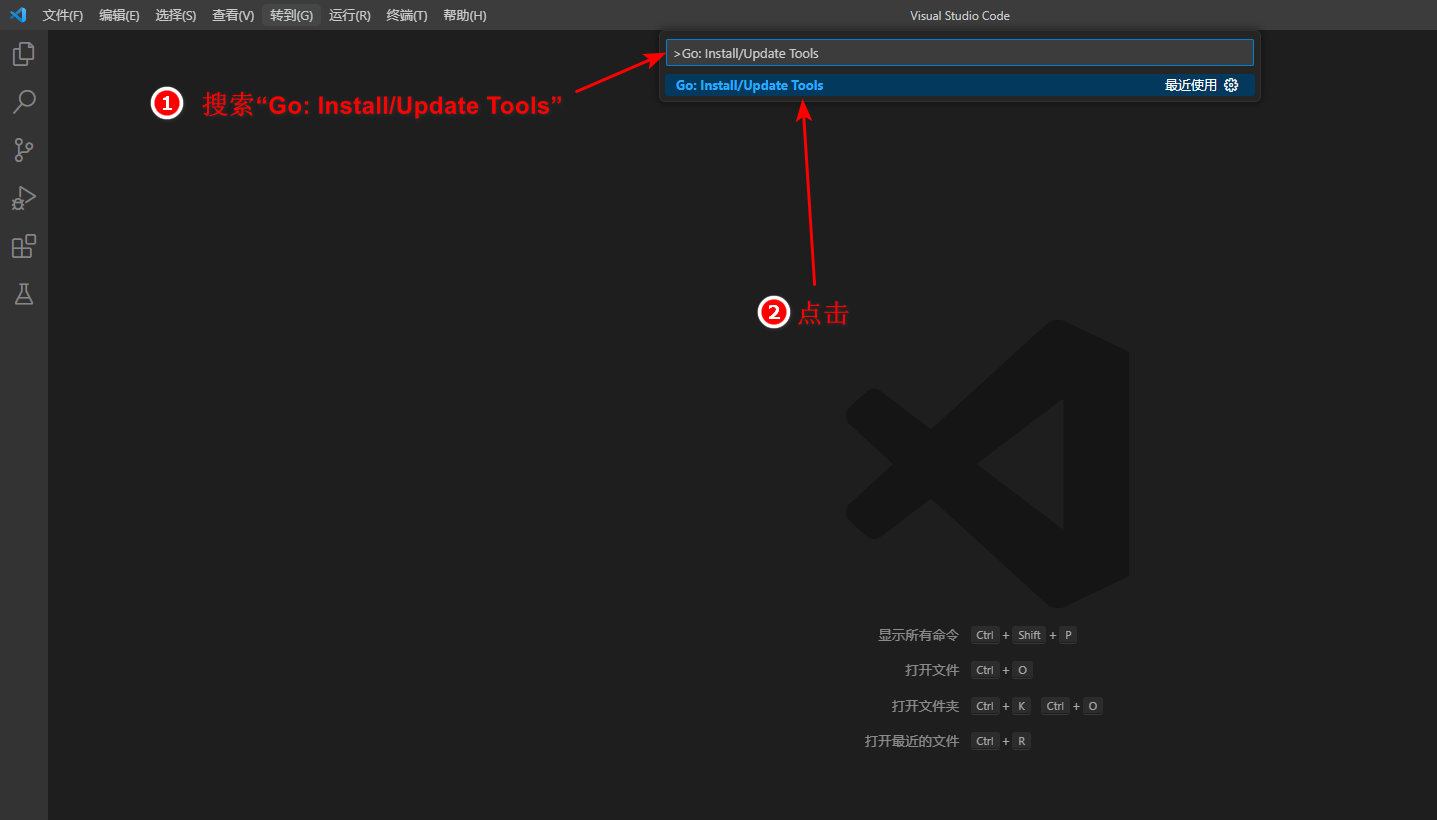 文件(F) 编辑(E) 选择(S) 查看(V) 转到(G) 运行(R) 终端(T) 帮助(H) Visual Studio Code
>Go: Install/Update Tools
Go: Install/Update Tools 最近使用
1 搜索“Go: Install/Update Tools”
2 点击
显示所有命令 Ctrl + Shift + P
打开文件 Ctrl + O
打开文件夹 Ctrl + K Ctrl + O
打开最近的文件 Ctrl + R